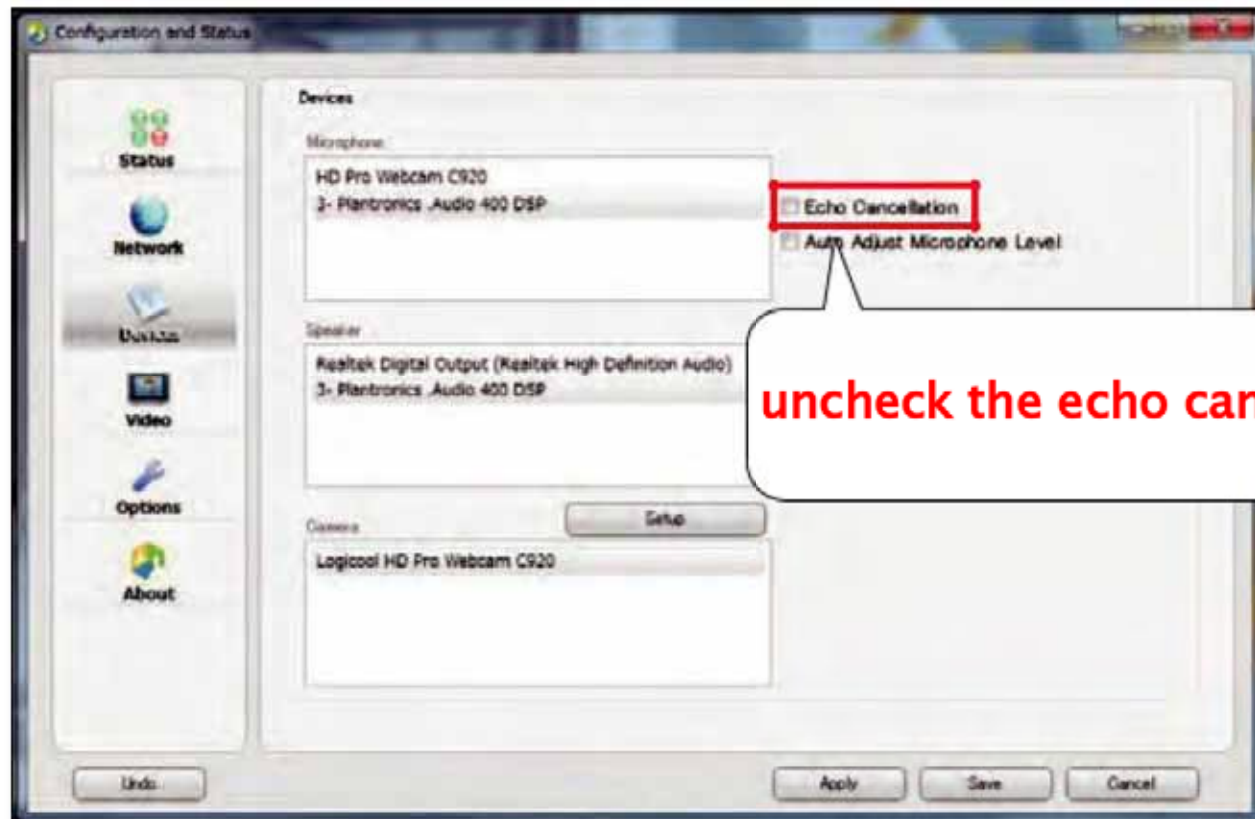 Configuration and Status
Status
Network
Devices
Video
Options
About
Devices
Microphone
HD Pro Webcam C920
3- Plantronics .Audio 400 DSP
Echo Cancellation
Auto Adjust Microphone Level
Speaker
Realtek Digital Output (Realtek High Definition Audio)
3- Plantronics .Audio 400 DSP
uncheck the echo can
Setup
Camera
Logicool HD Pro Webcam C920
Undo
Apply
Save
Cancel